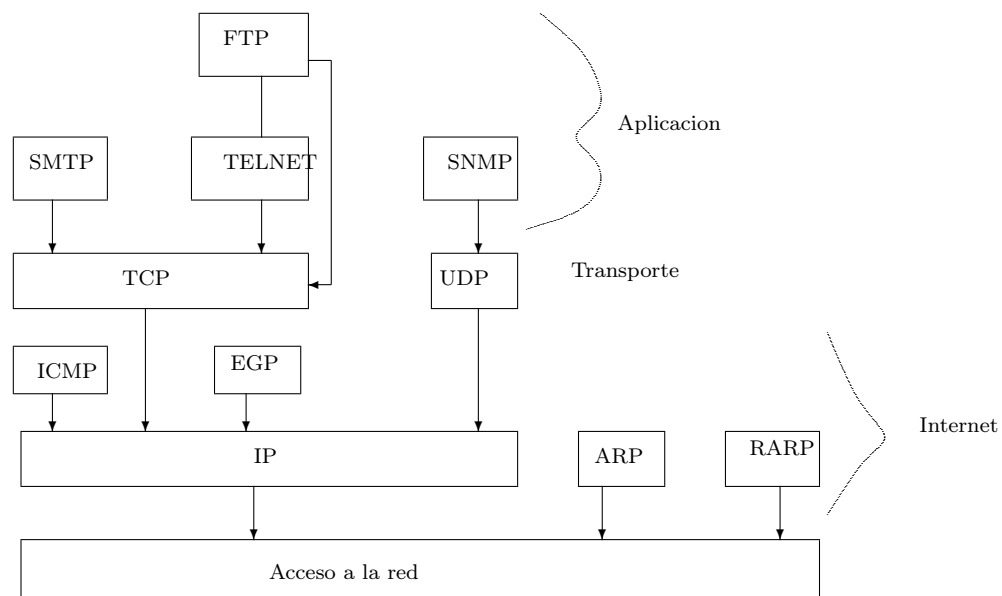 FTP
Aplicacion
SMTP
TELNET
SNMP
TCP
UDP
Transporte
ICMP
EGP
Internet
IP
ARP
RARP
Acceso a la red